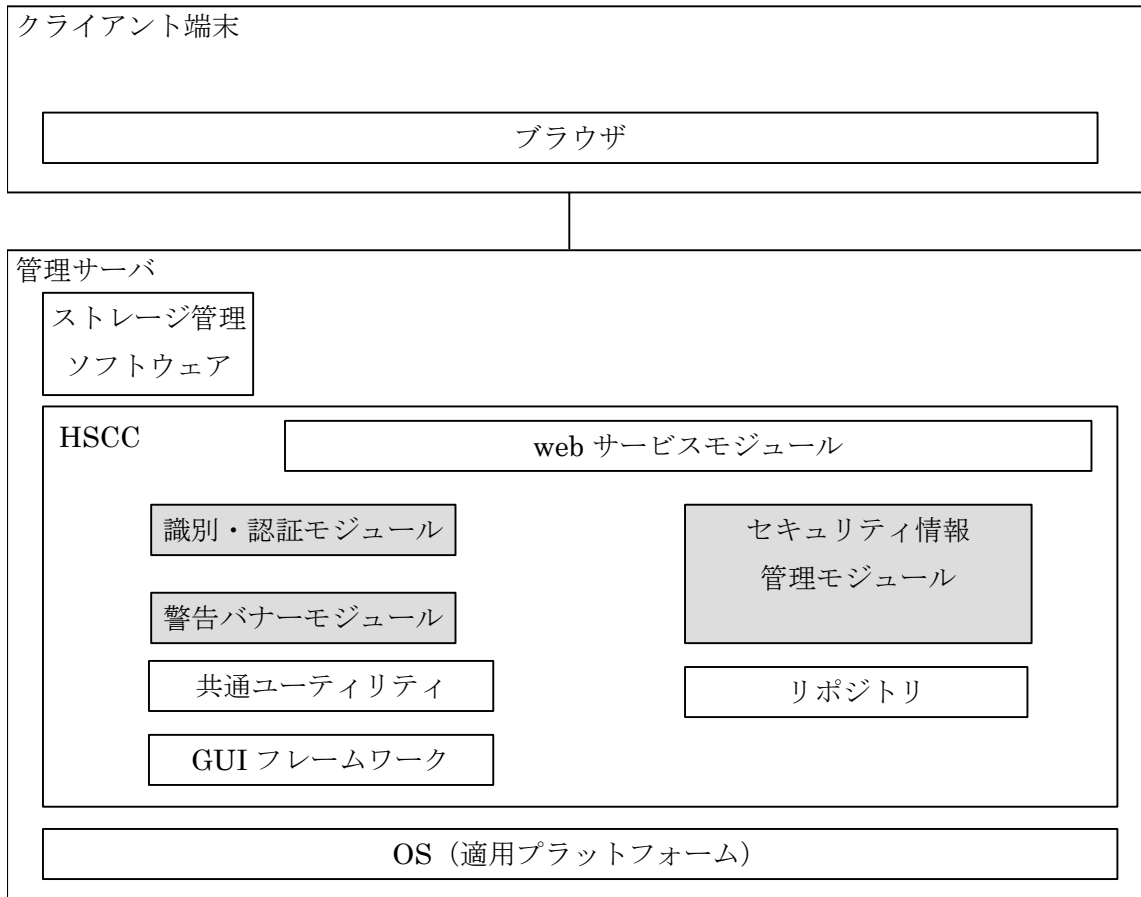 クライアント端末
ブラウザ
管理サーバ
ストレージ管理
ソフトウェア
HSCC
web サービスモジュール
識別・認証モジュール
セキュリティ情報
管理モジュール
警告バナーモジュール
共通ユーティリティ
リポジトリ
GUI フレームワーク
OS（適用プラットフォーム）